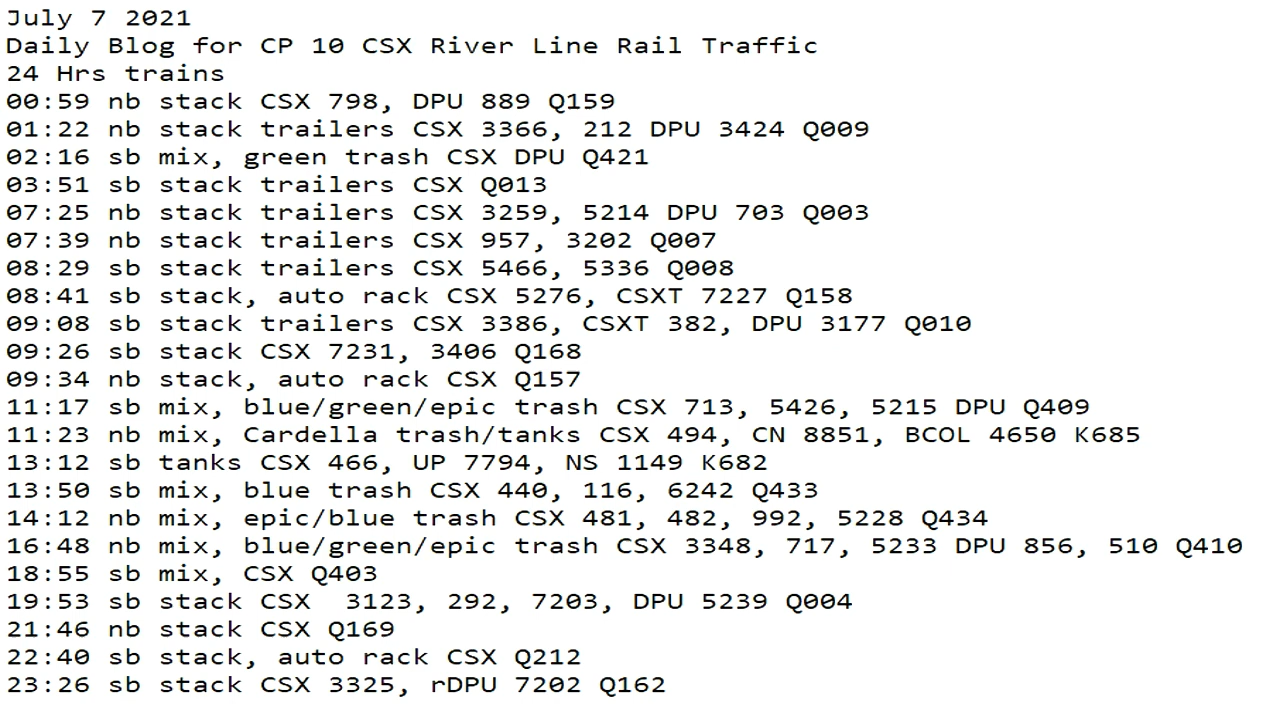 July 7 2021
Daily Blog for CP 10 CSX River Line Rail Traffic
24 Hrs trains
00:59 nb stack CSX 798, DPU 889 Q159
01:22 nb stack trailers CSX 3366, 212 DPU 3424 Q009
02:16 sb mix, green trash CSX DPU Q421
03:51 sb stack trailers CSX Q013
07:25 nb stack trailers CSX 3259, 5214 DPU 703 Q003
07:39 nb stack trailers CSX 957, 3202 Q007
08:29 sb stack trailers CSX 5466, 5336 Q008
08:41 sb stack, auto rack CSX 5276, CSXT 7227 Q158
09:08 sb stack trailers CSX 3386, CSXT 382, DPU 3177 Q010
09:26 sb stack CSX 7231, 3406 Q168
09:34 nb stack, auto rack CSX Q157
11:17 sb mix, blue/green/epic trash CSX 713, 5426, 5215 DPU Q409
11:23 nb mix, Cardella trash/tanks CSX 494, CN 8851, BCOL 4650 K685
13:12 sb tanks CSX 466, UP 7794, NS 1149 K682
13:50 sb mix, blue trash CSX 440, 116, 6242 Q433
14:12 nb mix, epic/blue trash CSX 481, 482, 992, 5228 Q434
16:48 nb mix, blue/green/epic trash CSX 3348, 717, 5233 DPU 856, 510 Q410
18:55 sb mix, CSX Q403
19:53 sb stack CSX  3123, 292, 7203, DPU 5239 Q004
21:46 nb stack CSX Q169
22:40 sb stack, auto rack CSX Q212
23:26 sb stack CSX 3325, rDPU 7202 Q162